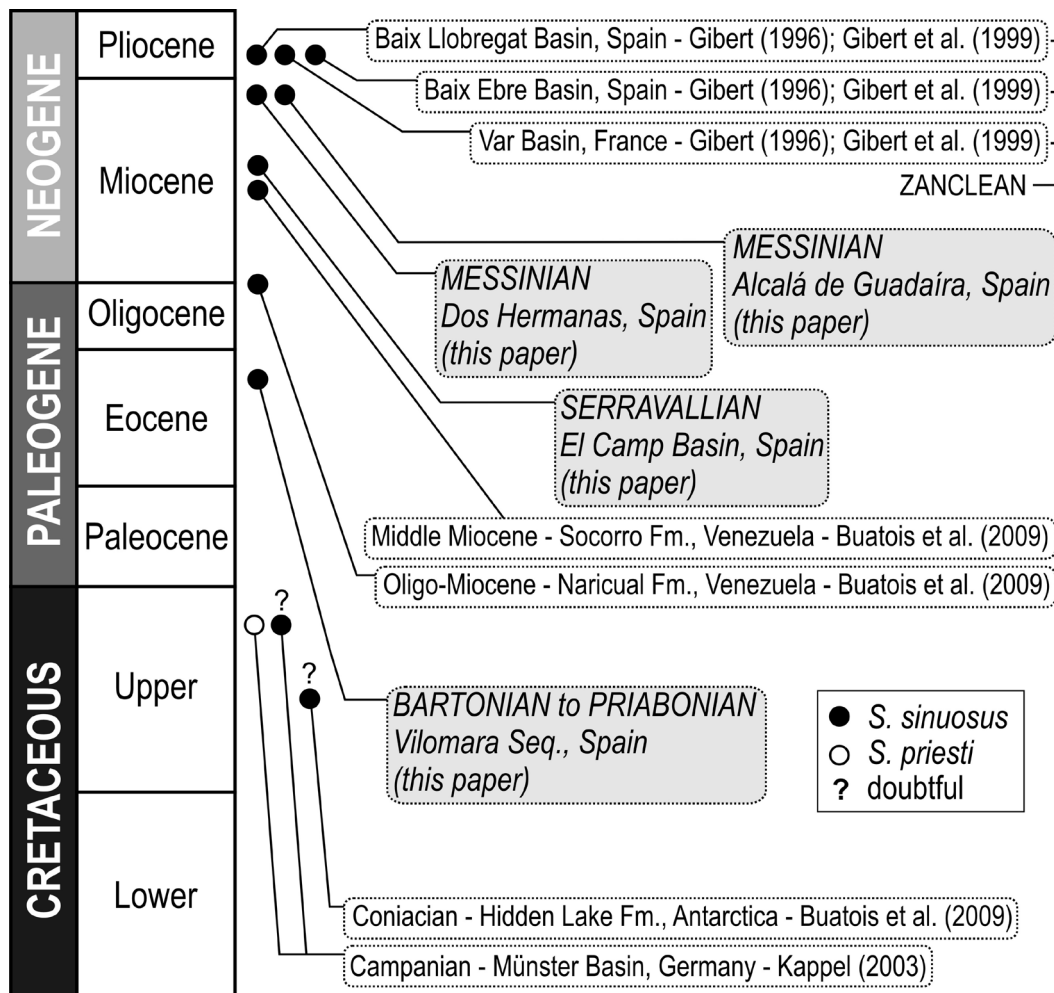 NEOGENE
Pliocene
Miocene
PALEOGENE
Oligocene
Eocene
Paleocene
CRETACEOUS
Upper
Lower
Baix Llobregat Basin, Spain - Gibert (1996); Gibert et al. (1999)
Baix Ebre Basin, Spain - Gibert (1996); Gibert et al. (1999)
Var Basin, France - Gibert (1996); Gibert et al. (1999)
ZANCLEAN
MESSINIAN
Alcalá de Guadaíra, Spain
(this paper)
MESSINIAN
Dos Hermanas, Spain
(this paper)
SERRAVALLIAN
El Camp Basin, Spain
(this paper)
Middle Miocene - Socorro Fm., Venezuela - Buatois et al. (2009)
Oligo-Miocene - Naricual Fm., Venezuela - Buatois et al. (2009)
?
?
BARTONIAN to PRIABONIAN
Vilomara Seq., Spain
(this paper)
S. sinuosus
S. priesti
? doubtful
Coniacian - Hidden Lake Fm., Antarctica - Buatois et al. (2009)
Campanian - Münster Basin, Germany - Kappel (2003)